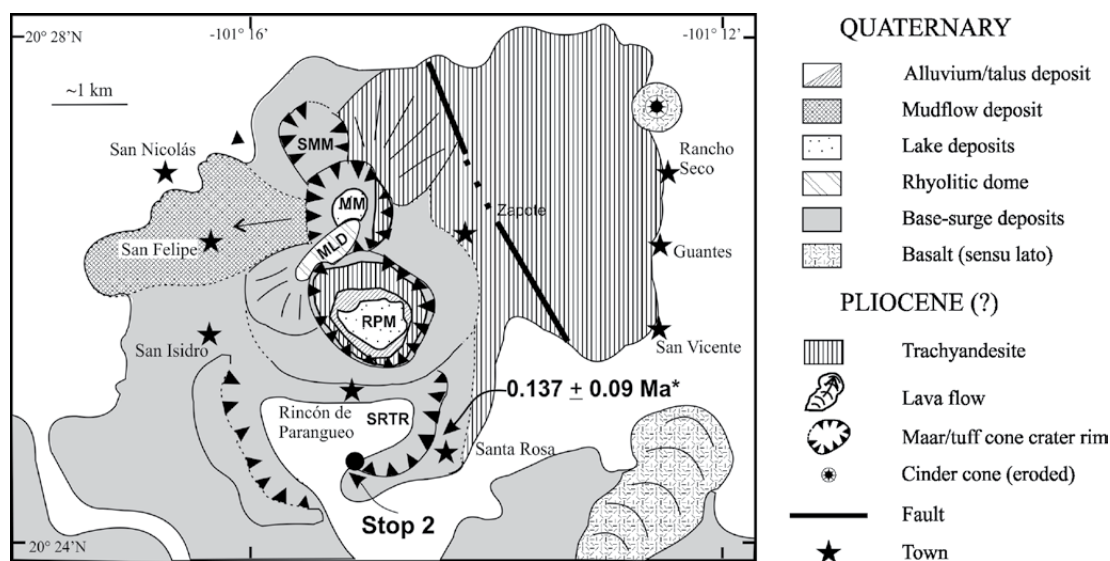 20° 28'N
-101° 16'
-101° 12'
~1 km
San Nicolás
SMM
Rancho
Seco
MM
Zapote
San Felipe
MLD
Guantes
RPM
San Isidro
San Vicente
0.137 ± 0.09 Ma*
Rincón de
Parangueo
SRTR
Santa Rosa
Stop 2
20° 24'N
QUATERNARY
Alluvium/talus deposit
Mudflow deposit
Lake deposits
Rhyolitic dome
Base-surge deposits
Basalt (sensu lato)
PLIOCENE (?)
Trachyandesite
Lava flow
Maar/tuff cone crater rim
Cinder cone (eroded)
Fault
Town